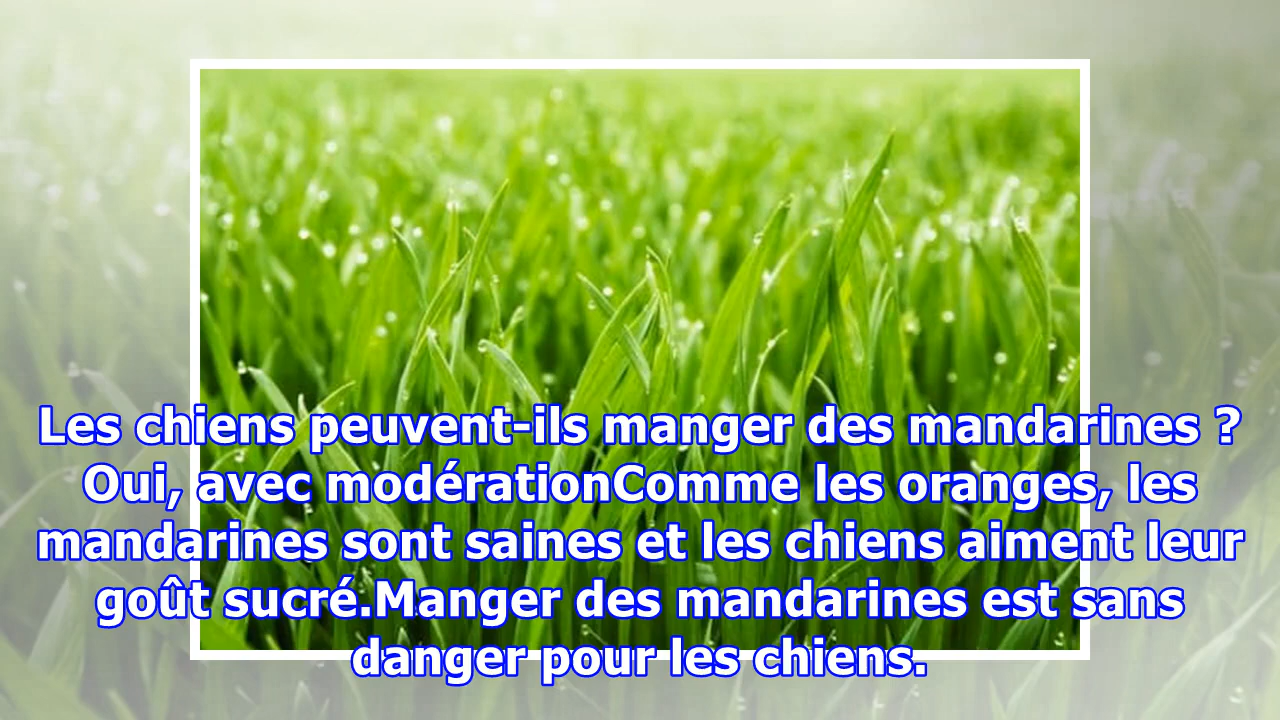 Les chiens peuvent-ils manger des mandarines ?
Oui, avec modérationComme les oranges, les
mandarines sont saines et les chiens aiment leur
goût sucré.Manger des mandarines est sans
danger pour les chiens.